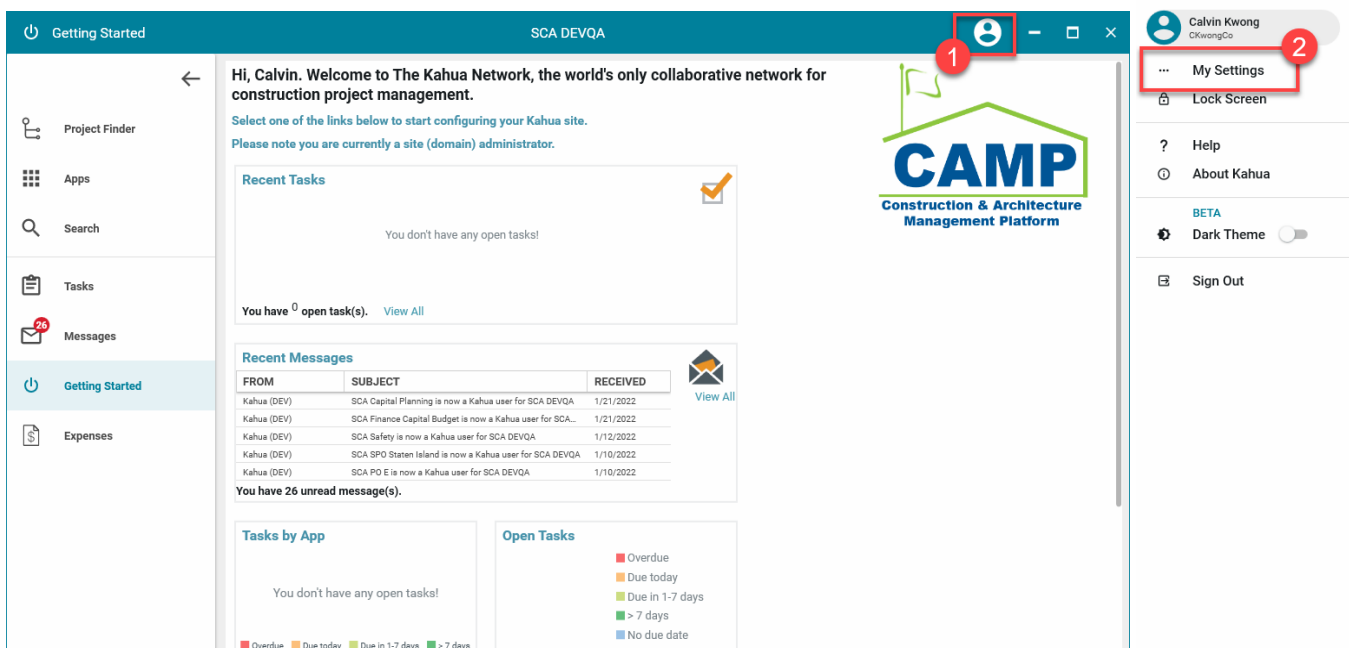 Getting Started
SCA DEVQA
1
Hi, Calvin. Welcome to The Kahua Network, the world's only collaborative network for
construction project management.
Select one of the links below to start configuring your Kahua site.
Please note you are currently a site (domain) administrator.
Project Finder
Apps
Search
Tasks
26
Messages
Getting Started
Expenses
Recent Tasks
You don't have any open tasks!
You have 0 open task(s). View All
Recent Messages
FROM SUBJECT RECEIVED
Kahua (DEV) SCA Capital Planning is now a Kahua user for SCA DEVQA 1/21/2022
Kahua (DEV) SCA Finance Capital Budget is now a Kahua user for SCA... 1/21/2022
Kahua (DEV) SCA Safety is now a Kahua user for SCA DEVQA 1/12/2022
Kahua (DEV) SCA SPO Staten Island is now a Kahua user for SCA DEVQA 1/10/2022
Kahua (DEV) SCA PO E is now a Kahua user for SCA DEVQA 1/10/2022
View All
You have 26 unread message(s).
Tasks by App
You don't have any open tasks!
Overdue Due today Due in 1-7 days > 7 days
Open Tasks
Overdue
Due today
Due in 1-7 days
> 7 days
No due date
CAMP
Construction & Architecture
Management Platform
Calvin Kwong
CKwongCo
2
My Settings
Lock Screen
Help
About Kahua
BETA
Dark Theme
Sign Out